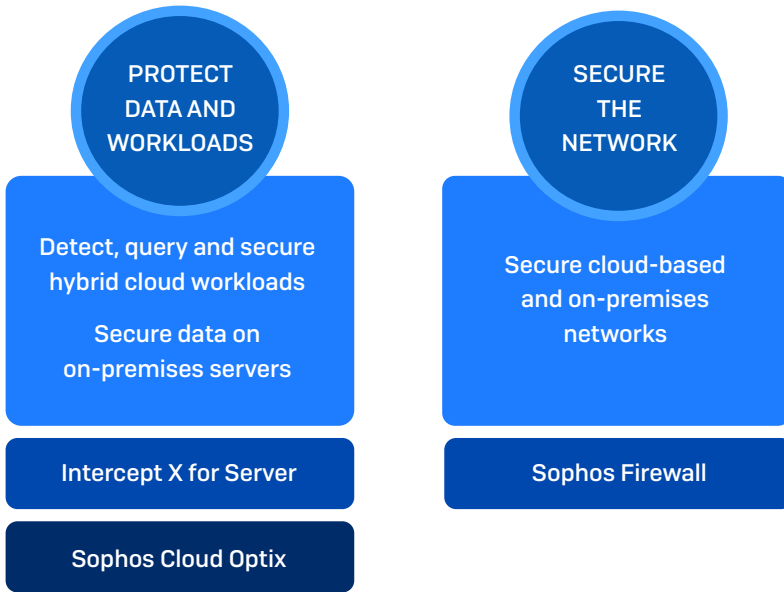 PROTECT
DATA AND
WORKLOADS
Detect, query and secure
hybrid cloud workloads
Secure data on
on-premises servers
Intercept X for Server
Sophos Cloud Optix
SECURE
THE
NETWORK
Secure cloud-based
and on-premises
networks
Sophos Firewall